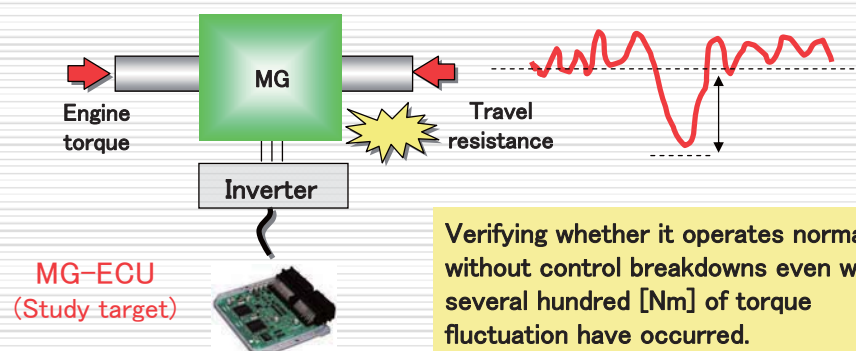 MG
Engine
torque
Travel
resistance
Inverter
MG-ECU
(Study target)
Verifying whether it operates
without control breakdowns even
several hundred [Nm] of torque
fluctuation have occurred.